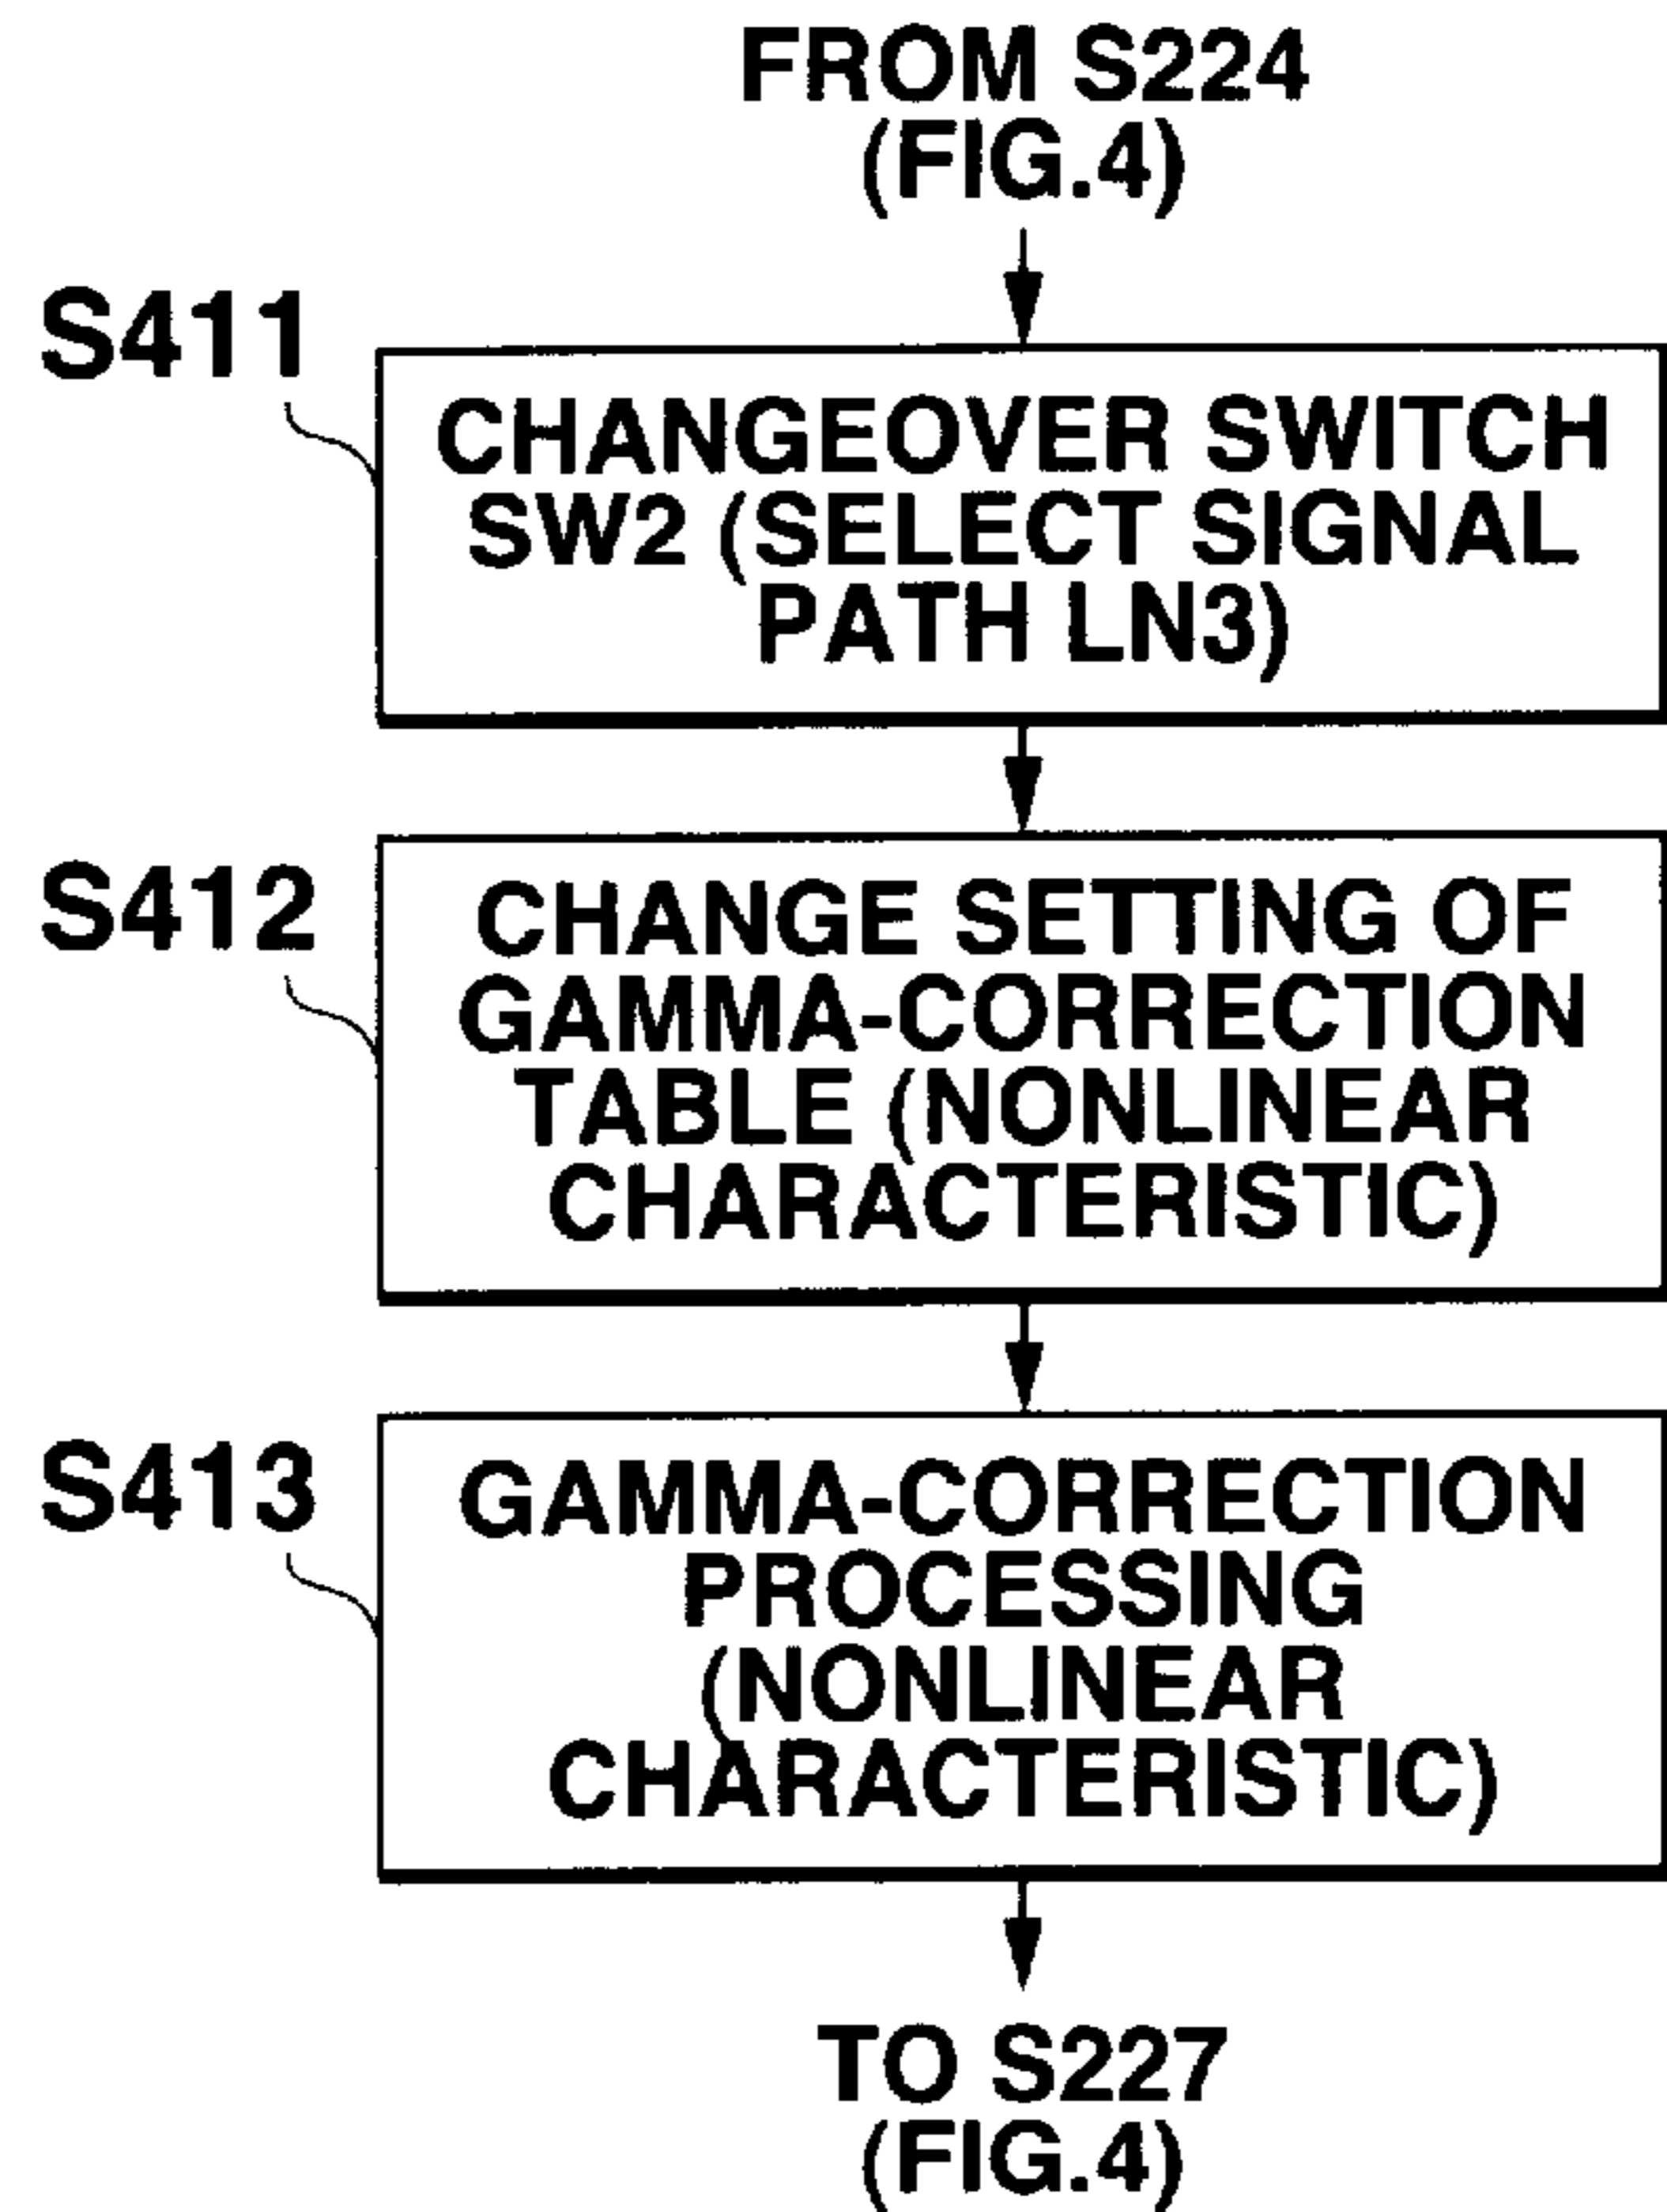 FROM S224
(FIG.4)
S411
CHANGEOVER SWITCH
SW2 (SELECT SIGNAL
PATH LN3)
S412
CHANGE SETTING OF
GAMMA-CORRECTION
TABLE (NONLINEAR
CHARACTERISTIC)
S413
GAMMA-CORRECTION
PROCESSING
(NONLINEAR
CHARACTERISTIC)
TO S227
(FIG.4)